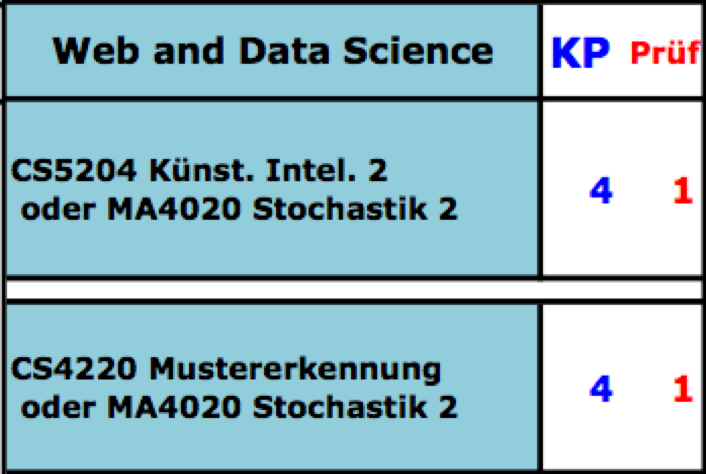 Web and Data Science KP Prüf
CS5204 Künst. Intel. 2
oder MA4020 Stochastik 2
4 1
CS4220 Mustererkennung
oder MA4020 Stochastik 2
4 1